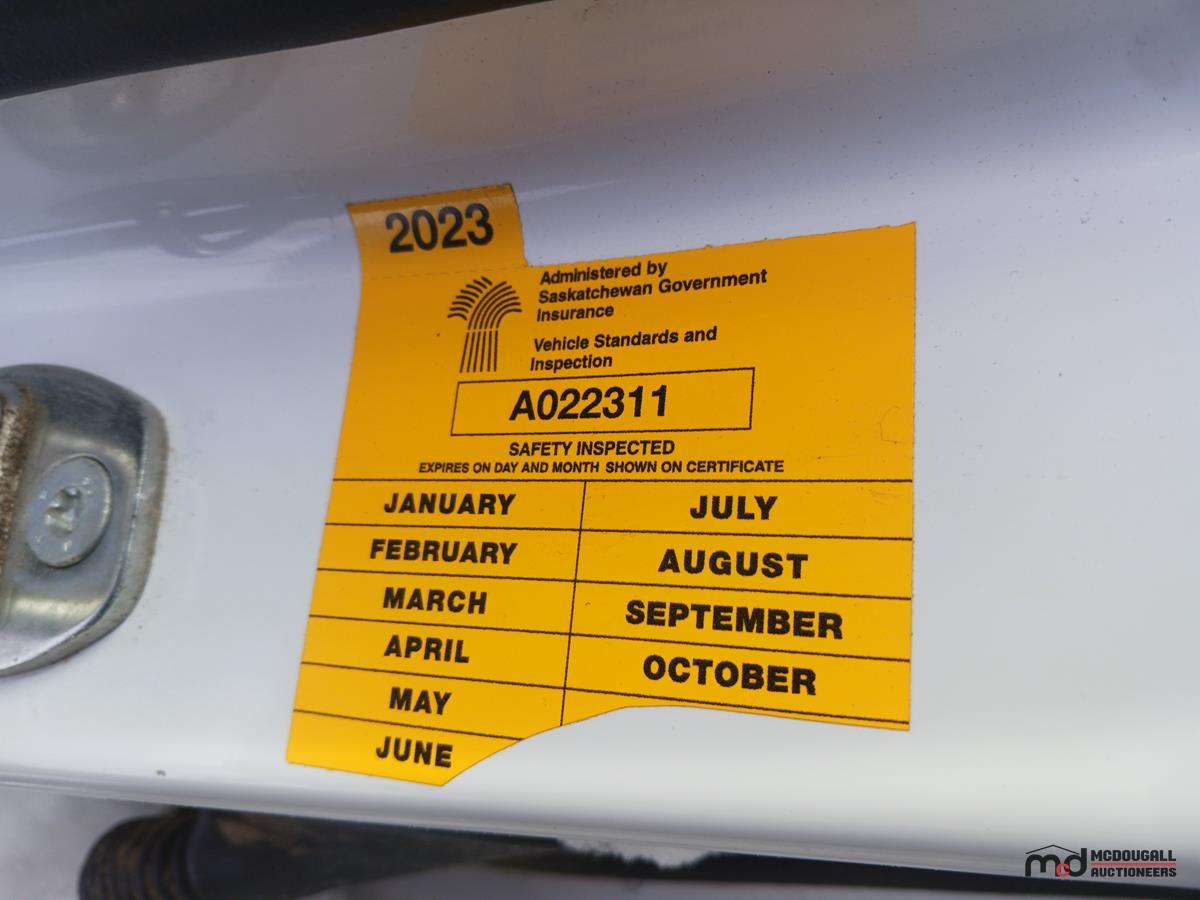 2023
Administered by
Saskatchewan Government
Insurance
Vehicle Standards and
Inspection
A022311
SAFETY INSPECTED
EXPIRES ON DAY AND MONTH SHOWN ON CERTIFICATE
JANUARY
FEBRUARY
MARCH
APRIL
MAY
JUNE
JULY
AUGUST
SEPTEMBER
OCTOBER
mcd
MCDOUGALL
AUCTIONEERS